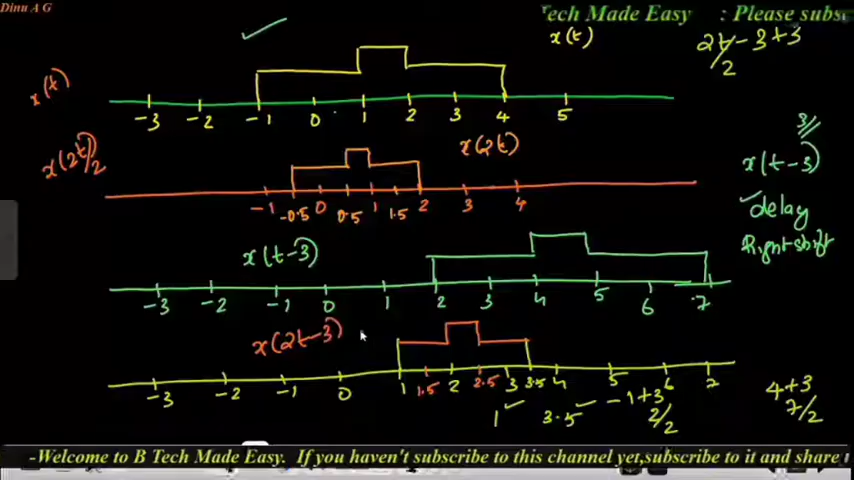 Dinu A G
Tech Made Easy : Please subs
x(t)
2t - 3 + 3
2
x(t)
-3 -2 -1 0 1 2 3 4 5
3
x(2t)/2
x(2t)
x(t-3)
-1 -0.5 0 0.5 1 1.5 2 3 4
delay
Right shift
x(t-3)
-3 -2 -1 0 1 2 3 4 5 6 7
x(2t-3)
-3 -2 -1 0 1 1.5 2 2.5 3 3.5 4 5 6 7
1 3.5 -1+3
2/2
4+3
7/2
-Welcome to B Tech Made Easy. If you haven't subscribed to this channel yet,subscribe to it and share